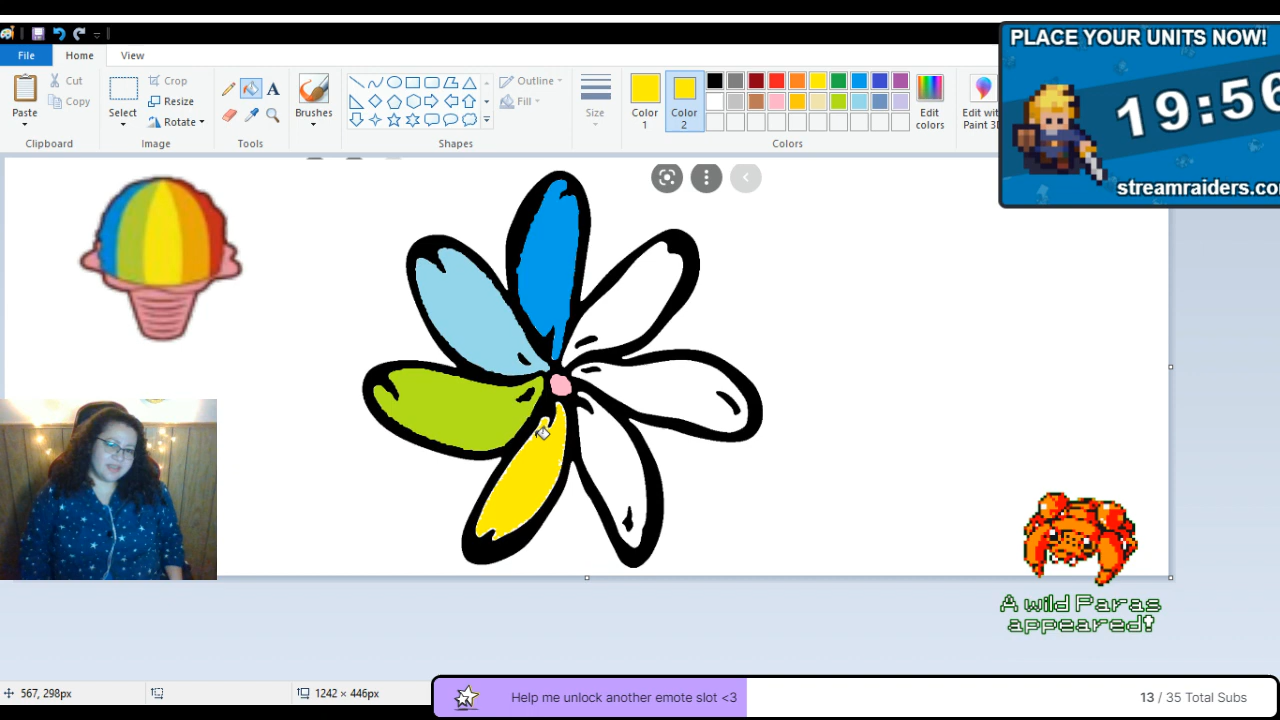 File Home View
PLACE YOUR UNITS NOW!
19:56
streamraiders.co
Paste Cut Copy
Clipboard
Select Crop Resize Rotate
Image
A
Tools
Brushes
Outline Fill
Shapes
Size
Color 1
Color 2
Edit colors
Edit with Paint 3D
Colors
A wild Paras
appeared!
567, 298px
1242 × 446px
Help me unlock another emote slot <3
13 / 35 Total Subs